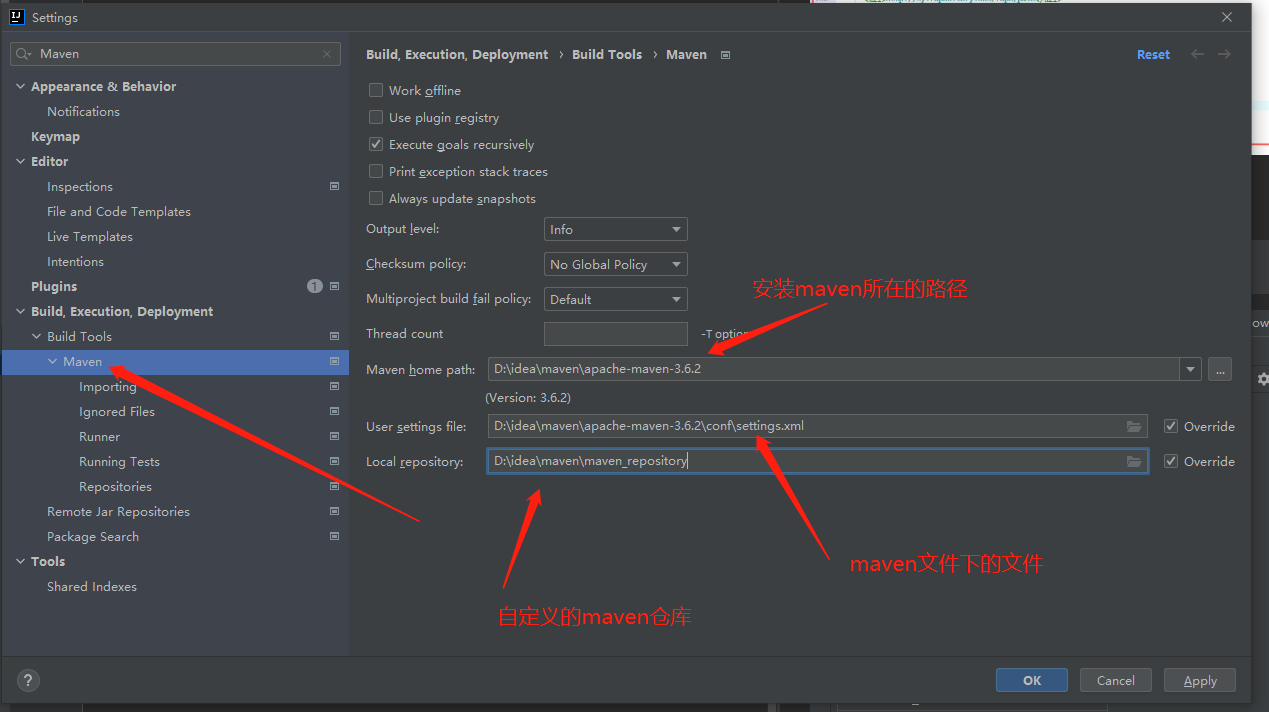 Settings
Maven
Build, Execution, Deployment › Build Tools › Maven
Reset
Appearance & Behavior
Notifications
Keymap
Editor
Inspections
File and Code Templates
Live Templates
Intentions
Plugins
1
Build, Execution, Deployment
Build Tools
Maven
Importing
Ignored Files
Runner
Running Tests
Repositories
Remote Jar Repositories
Package Search
Tools
Shared Indexes
Work offline
Use plugin registry
Execute goals recursively
Print exception stack traces
Always update snapshots
Output level: Info
Checksum policy: No Global Policy
Multiproject build fail policy: Default
安装maven所在的路径
Thread count -T option
Maven home path: D:\idea\maven\apache-maven-3.6.2 ...
(Version: 3.6.2)
User settings file: D:\idea\maven\apache-maven-3.6.2\conf\settings.xml Override
Local repository: D:\idea\maven\maven_repository Override
maven文件下的文件
自定义的maven仓库
? OK Cancel Apply